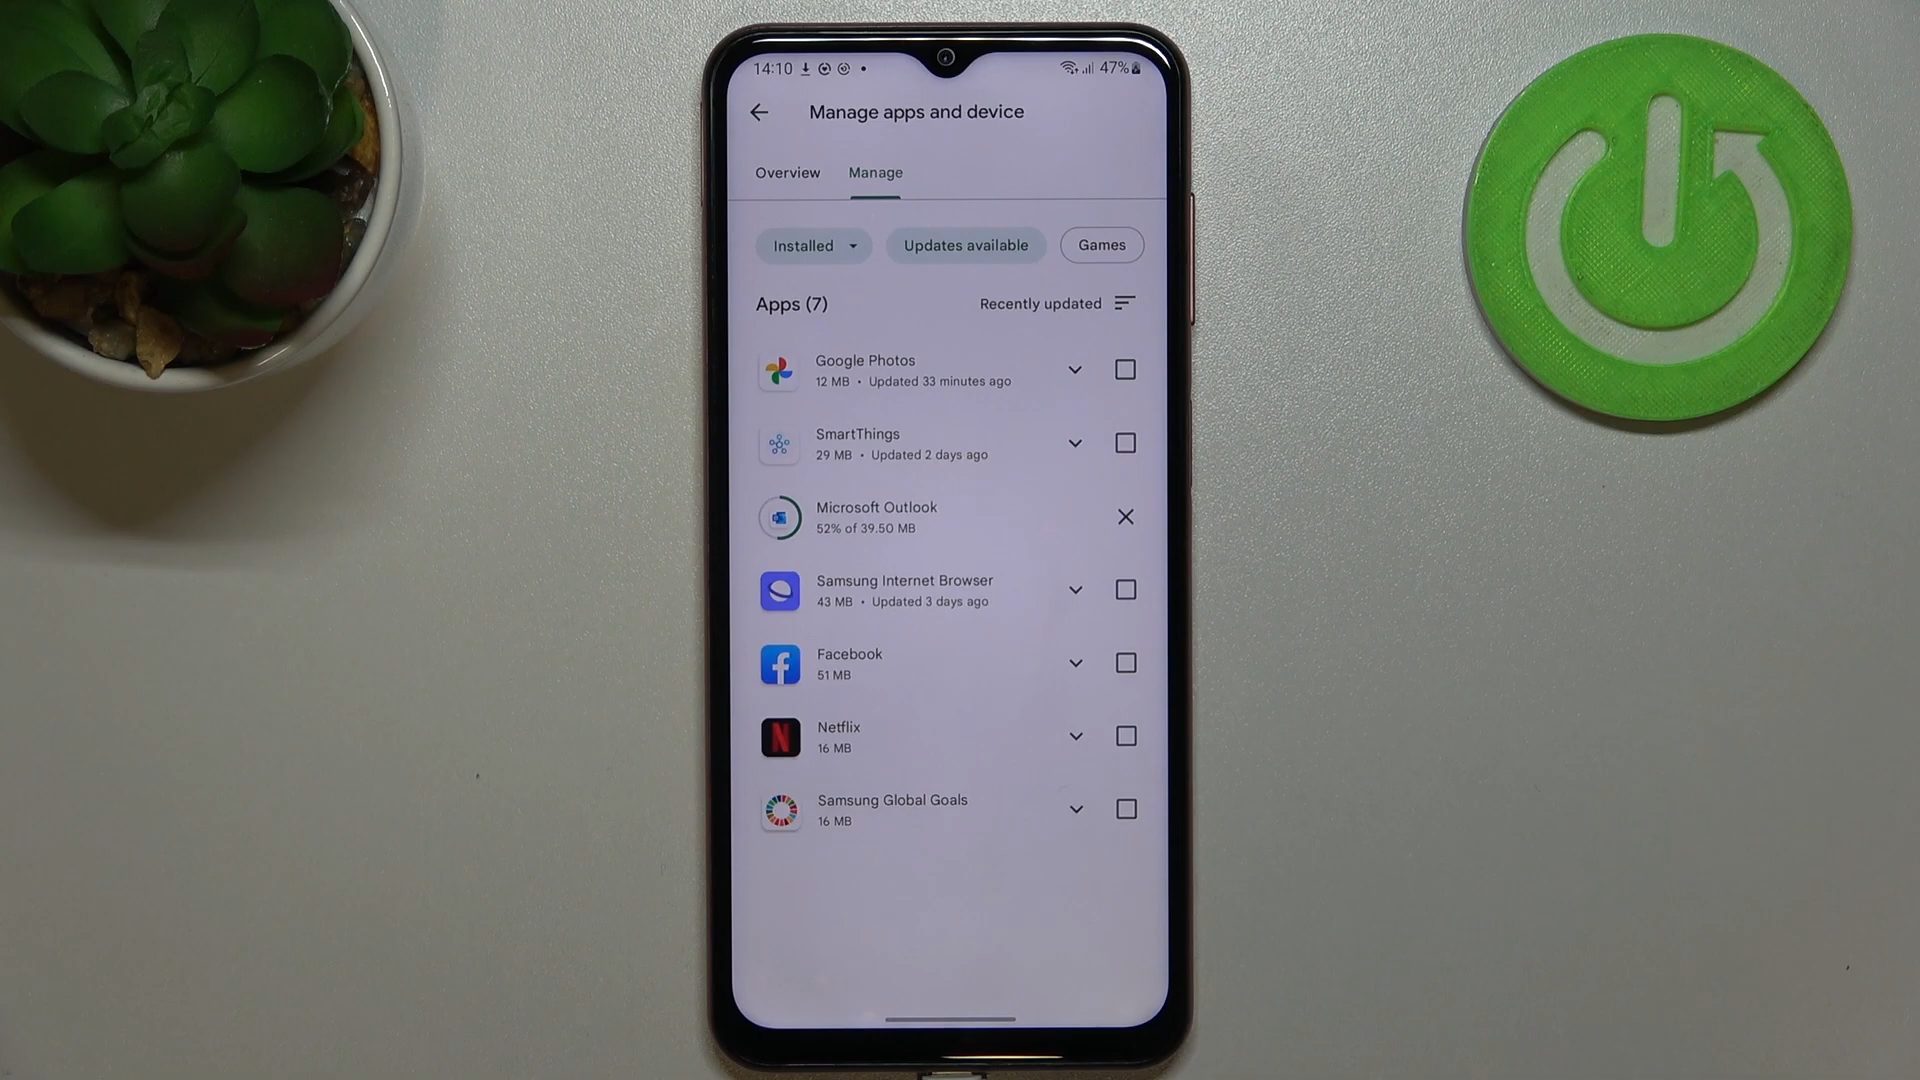 14:10 47%
Manage apps and device
Overview Manage
Installed Updates available Games
Apps (7) Recently updated
Google Photos
12 MB • Updated 33 minutes ago
SmartThings
29 MB • Updated 2 days ago
Microsoft Outlook
52% of 39.50 MB
Samsung Internet Browser
43 MB • Updated 3 days ago
Facebook
51 MB
Netflix
16 MB
Samsung Global Goals
16 MB